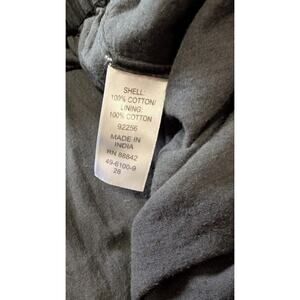 SHELL:
100% COTTON/
LINING:
100% COTTON
92256
MADE IN
INDIA
RN 88842
49-6100-9
28